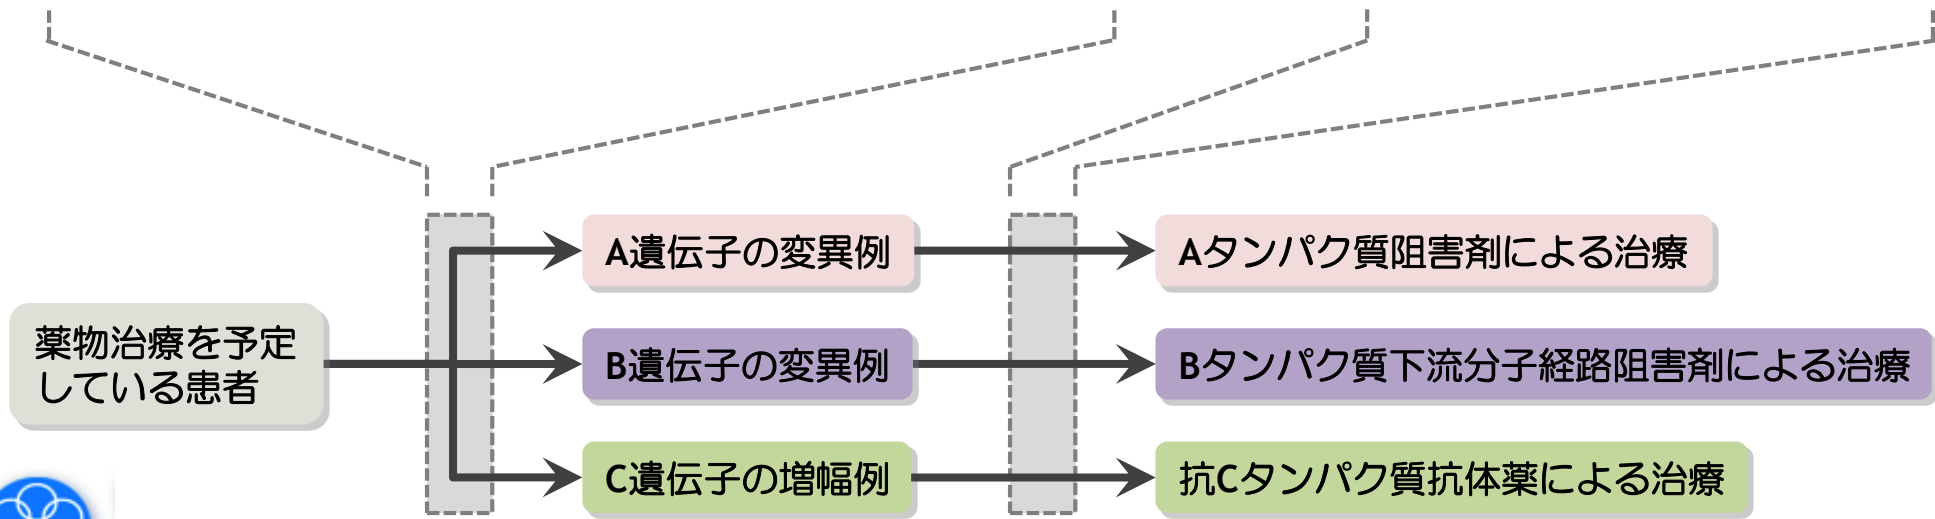 A遺伝子の変異例
Aタンパク質阻害剤による治療
薬物治療を予定
している患者
B遺伝子の変異例
Bタンパク質下流分子経路阻害剤による治療
C遺伝子の増幅例
抗Cタンパク質抗体薬による治療